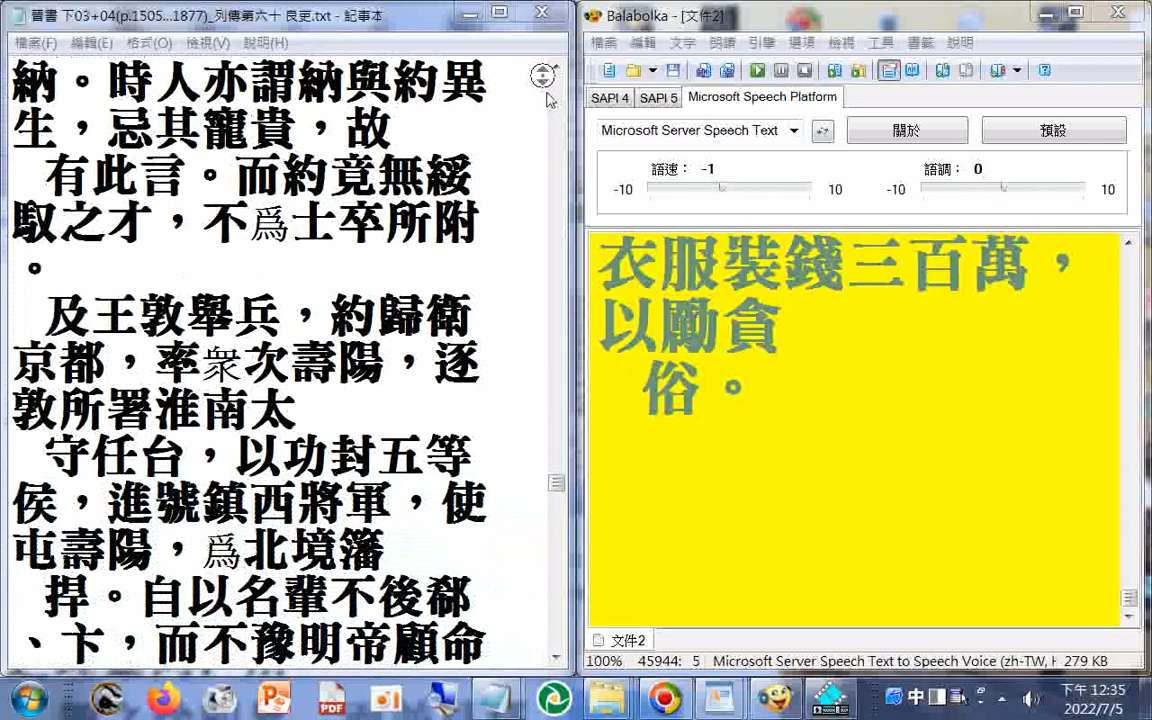 晉書 下03+04(p.1505...1877)_列傳第六十 良更.txt - 記事本
檔案(F) 編輯(E) 格式(O) 檢視(V) 說明(H)
納。時人亦謂納與約異
生，忌其寵貴，故
有此言。而約竟無綏
馭之才，不爲士卒所附
。
及王敦舉兵，約歸衛
京都，率衆次壽陽，逐
敦所署淮南太
守任台，以功封五等
侯，進號鎮西將軍，使
屯壽陽，爲北境藩
捍。自以名輩不後郗
、卞，而不豫明帝顧命
Balabolka - [文件2]
檔案 編輯 文字 朗讀 引擎 選項 檢視 工具 書籤 說明
SAPI 4 SAPI 5 Microsoft Speech Platform
Microsoft Server Speech Text 關於 預設
語速： -1 語調： 0
-10 10 -10 10
衣服裝錢三百萬，
以勵貪
俗。
文件2
100% 45944: 5 Microsoft Server Speech Text to Speech Voice (zh-TW, H 279 KB
PDF 中 下午 12:35
2022/7/5